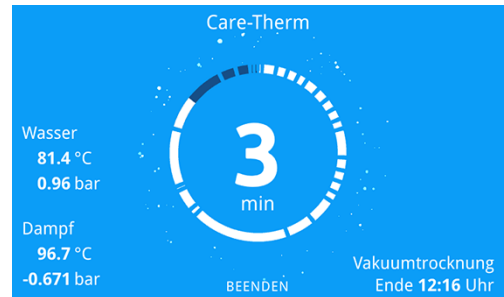 Care-Therm
Wasser
81.4 °C
0.96 bar
3
min
Dampf
96.7 °C
-0.671 bar
BEENDEN
Vakuumtrocknung
Ende 12:16 Uhr